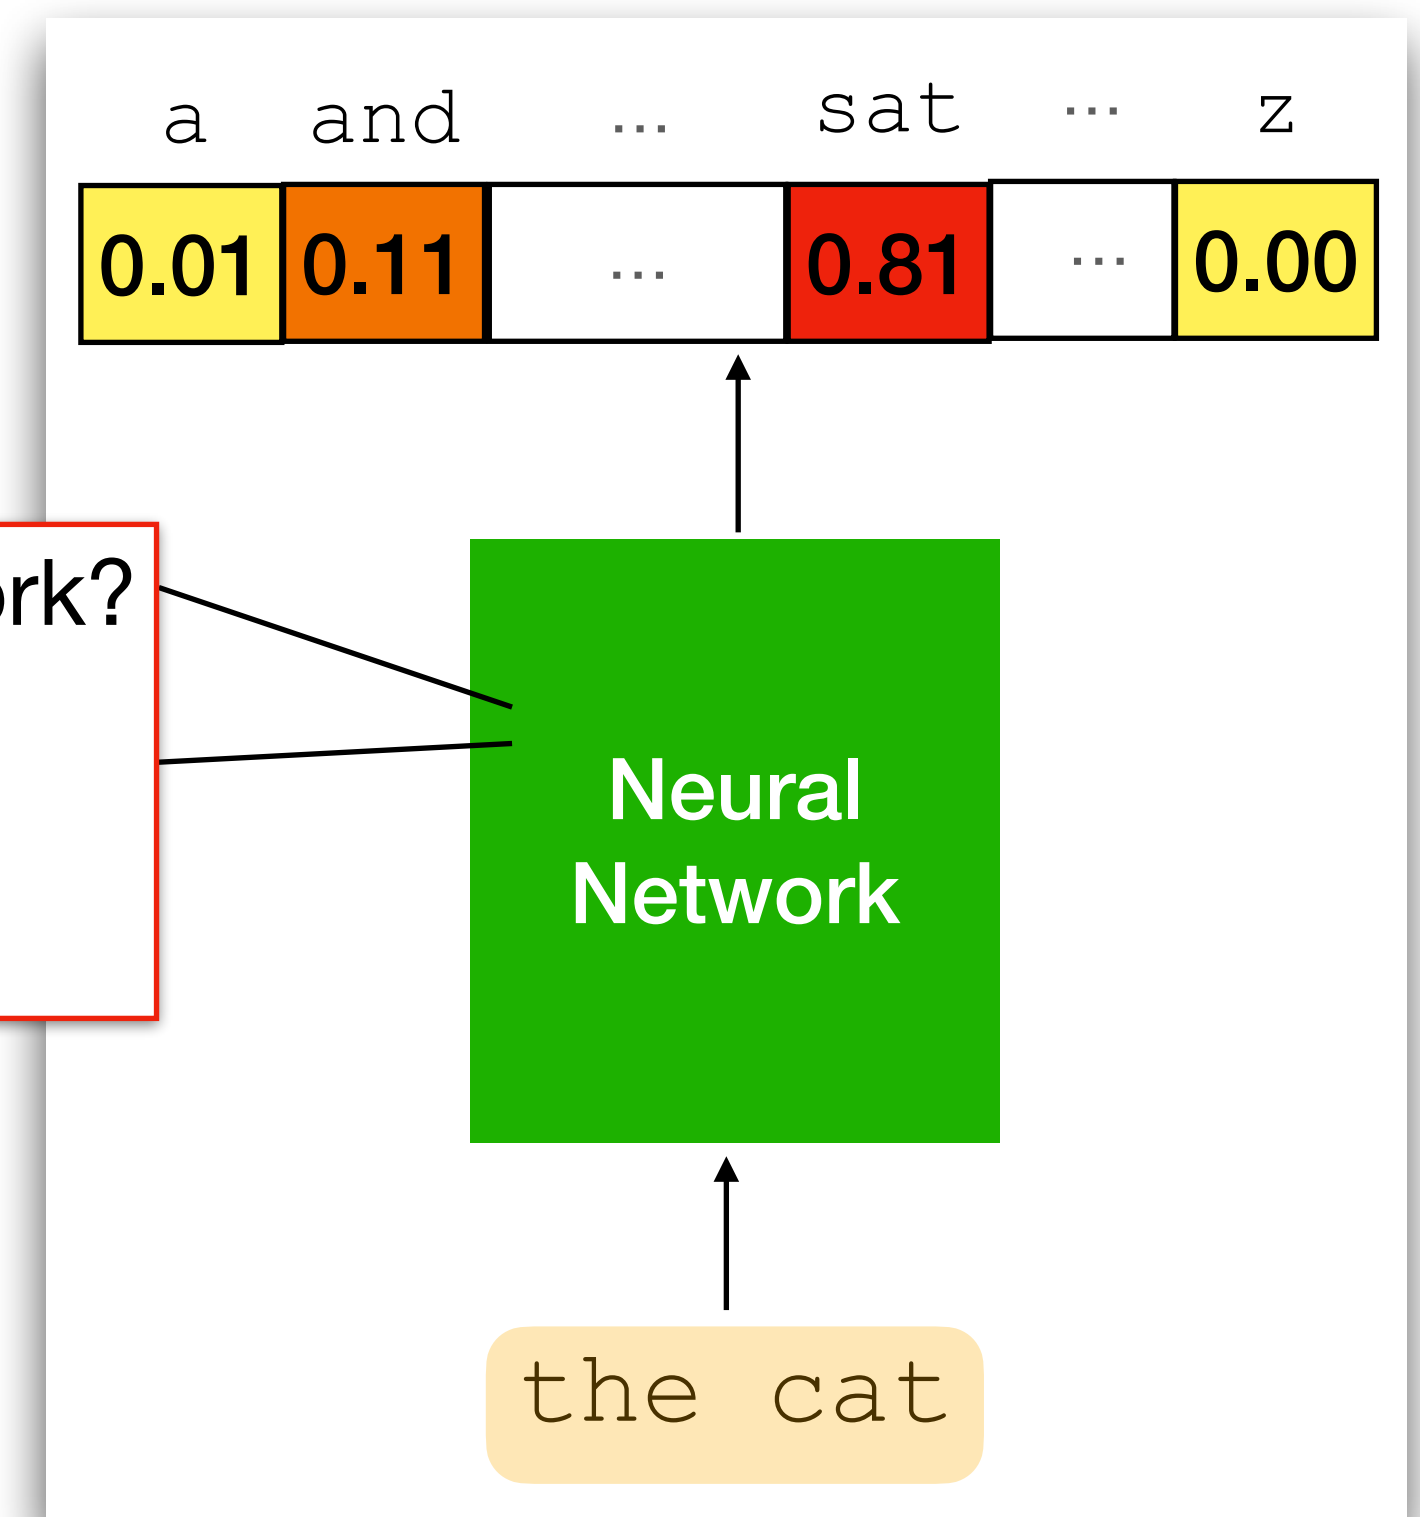 a and ... sat ... z
0.01 0.11 ... 0.81 ... 0.00
rk?
Neural
Network
the cat